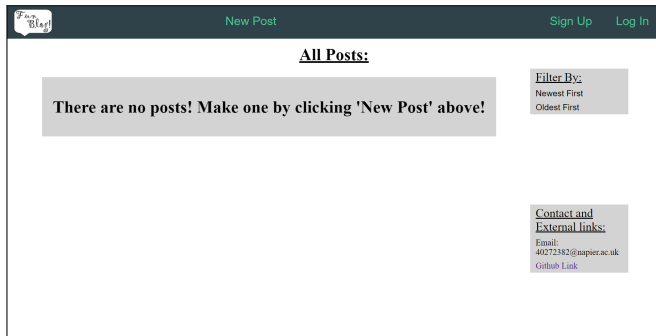 Fun
Blog!
New Post
Sign Up
Log In
All Posts:
There are no posts! Make one by clicking 'New Post' above!
Filter By:
Newest First
Oldest First
Contact and
External links:
Email:
40272382@napier.ac.uk
Github Link